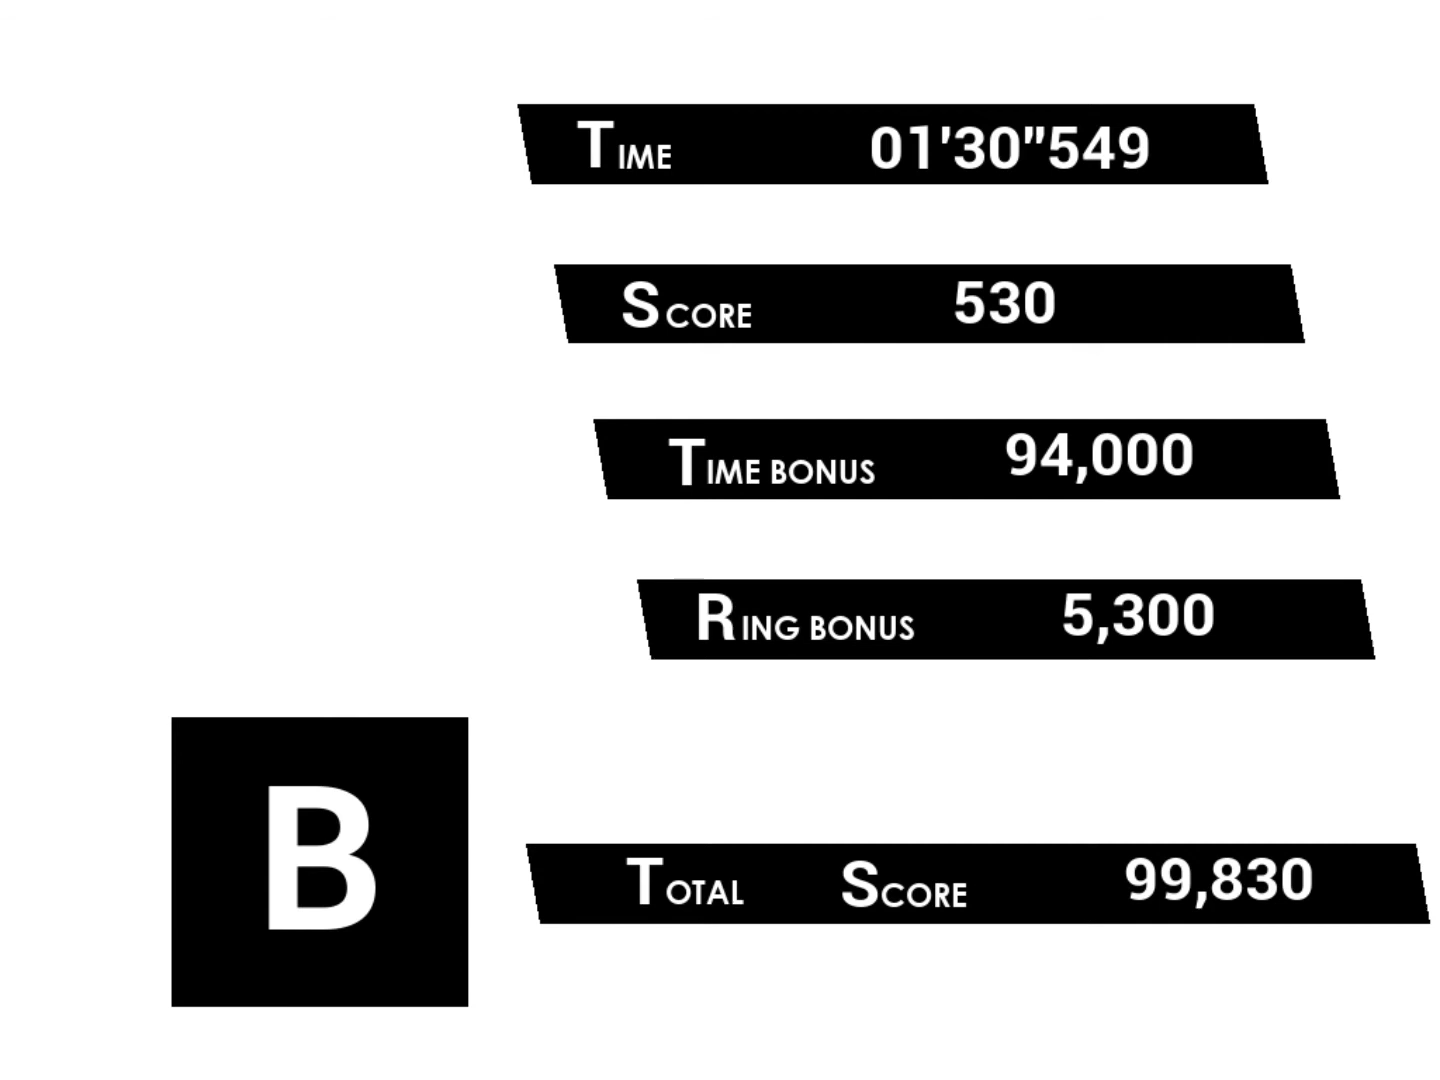 TIME 01'30"549
SCORE 530
TIME BONUS 94,000
RING BONUS 5,300
B
TOTAL SCORE 99,830